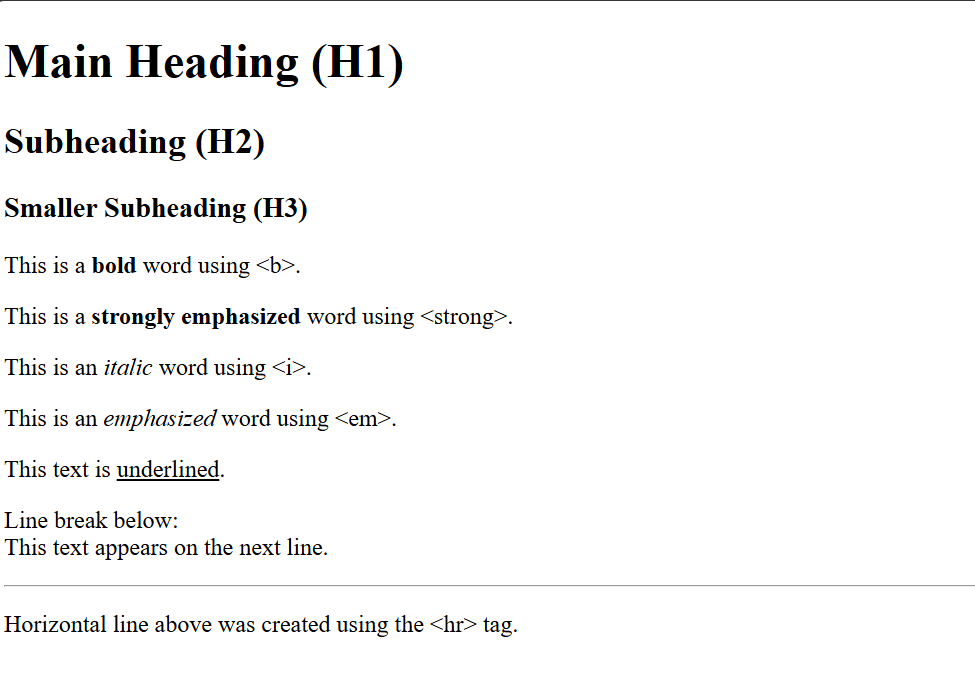 Main Heading (H1)
Subheading (H2)
Smaller Subheading (H3)
This is a bold word using <b>.
This is a strongly emphasized word using <strong>.
This is an italic word using <i>.
This is an emphasized word using <em>.
This text is underlined.
Line break below:
This text appears on the next line.
Horizontal line above was created using the <hr> tag.